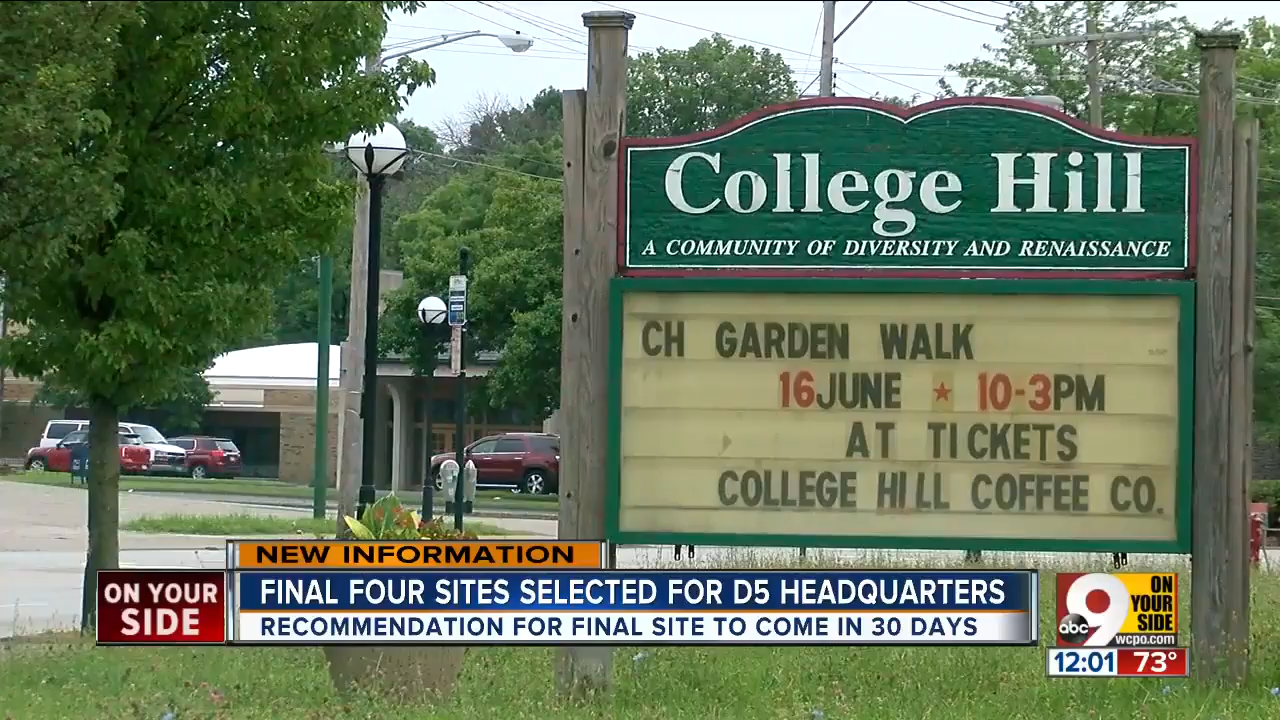 College Hill
A COMMUNITY OF DIVERSITY AND RENAISSANCE
CH GARDEN WALK
16 JUNE ★ 10-3PM
AT TICKETS
COLLEGE HILL COFFEE CO.
NEW INFORMATION
ON YOUR SIDE
FINAL FOUR SITES SELECTED FOR D5 HEADQUARTERS
RECOMMENDATION FOR FINAL SITE TO COME IN 30 DAYS
abc 9 ON YOUR SIDE
wcpo.com
12:01 73°